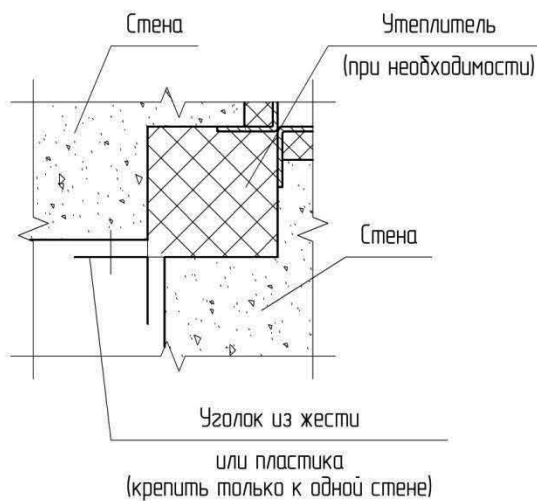 Стена
Утеплитель
(при необходимости)
Стена
Уголок из жести
или пластика
(крепить только к одной стене)